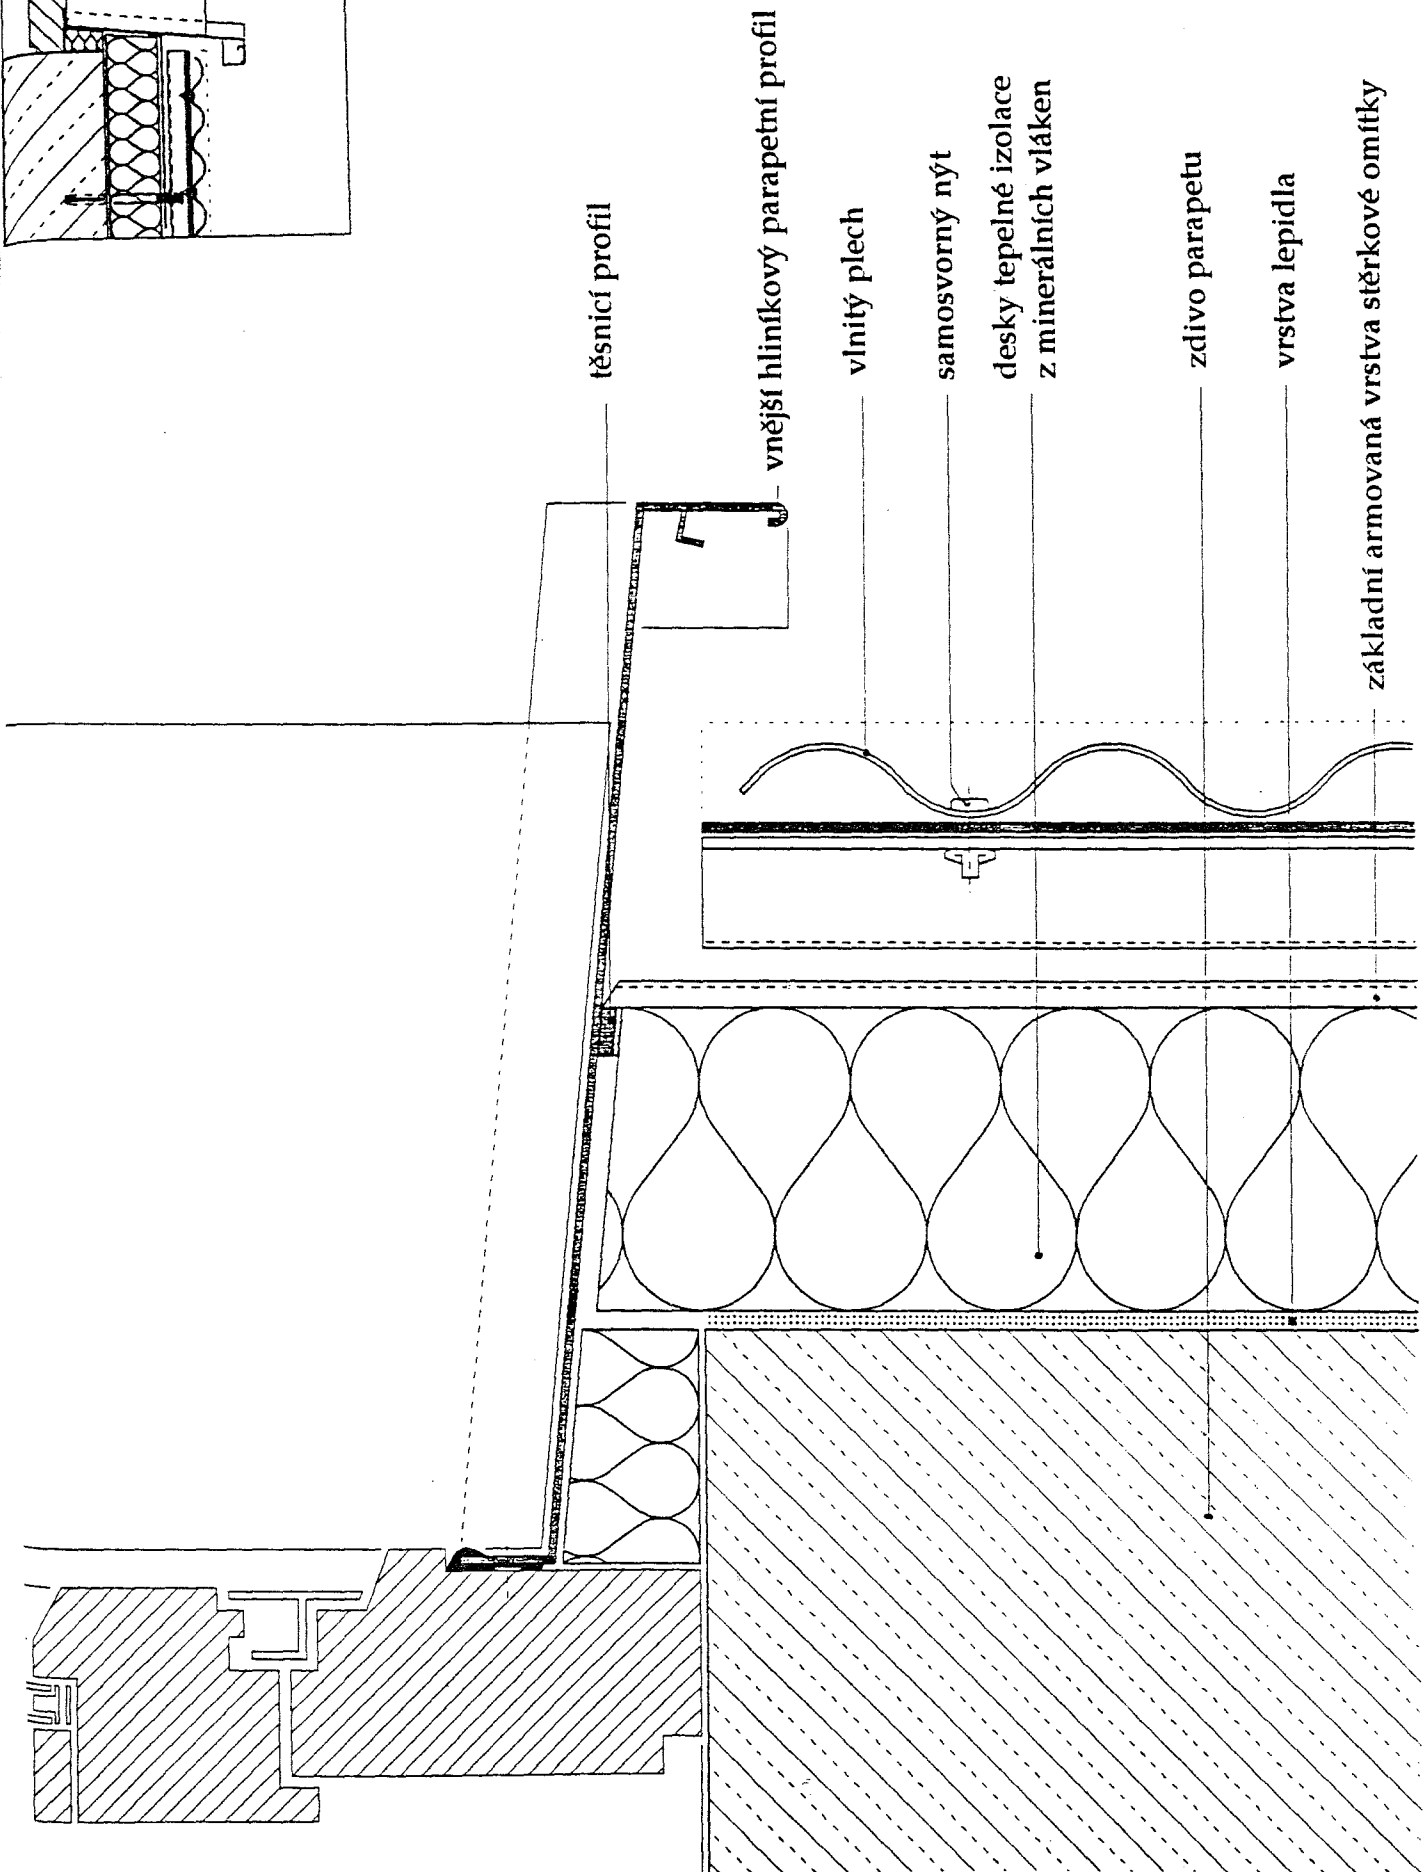 těsnicí profil
vnější hliníkový parapetní profil
vlnitý plech
samosvorný nýt
desky tepelné izolace
z minerálních vláken
zdivo parapetu
vrstva lepidla
základní armovaná vrstva stěrkové omítky